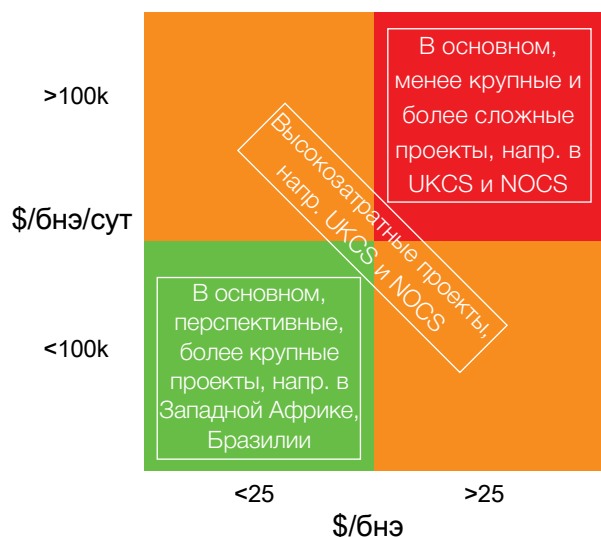 >100k
$/бнэ/сут
<100k
В основном,
менее крупные и
более сложные
проекты, напр. в
UKCS и NOCS
Высокозатратные проекты,
напр. UKCS и NOCS
В основном,
перспективные,
более крупные
проекты, напр. в
Западной Африке,
Бразилии
<25
>25
$/бнэ